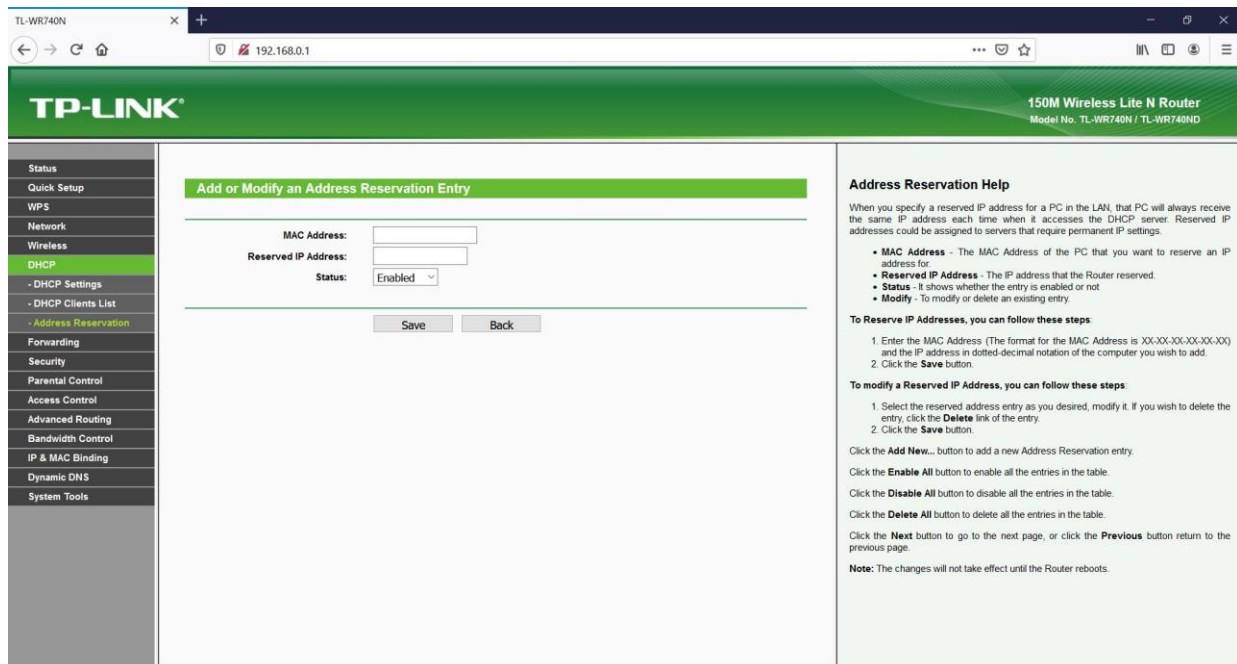 TL-WR740N
192.168.0.1
TP-LINK®
150M Wireless Lite N Router
Model No. TL-WR740N / TL-WR740ND
Status
Quick Setup
WPS
Network
Wireless
DHCP
- DHCP Settings
- DHCP Clients List
- Address Reservation
Forwarding
Security
Parental Control
Access Control
Advanced Routing
Bandwidth Control
IP & MAC Binding
Dynamic DNS
System Tools
Add or Modify an Address Reservation Entry
MAC Address:
Reserved IP Address:
Status: Enabled
Save Back
Address Reservation Help
When you specify a reserved IP address for a PC in the LAN, that PC will always receive
the same IP address each time when it accesses the DHCP server. Reserved IP
addresses could be assigned to servers that require permanent IP settings.
• MAC Address - The MAC Address of the PC that you want to reserve an IP
address for.
• Reserved IP Address - The IP address that the Router reserved.
• Status - It shows whether the entry is enabled or not
• Modify - To modify or delete an existing entry.
To Reserve IP Addresses, you can follow these steps:
1. Enter the MAC Address (The format for the MAC Address is XX-XX-XX-XX-XX-XX)
and the IP address in dotted-decimal notation of the computer you wish to add.
2. Click the Save button.
To modify a Reserved IP Address, you can follow these steps:
1. Select the reserved address entry as you desired, modify it. If you wish to delete the
entry, click the Delete link of the entry.
2. Click the Save button.
Click the Add New... button to add a new Address Reservation entry.
Click the Enable All button to enable all the entries in the table.
Click the Disable All button to disable all the entries in the table.
Click the Delete All button to delete all the entries in the table.
Click the Next button to go to the next page, or click the Previous button return to the
previous page.
Note: The changes will not take effect until the Router reboots.